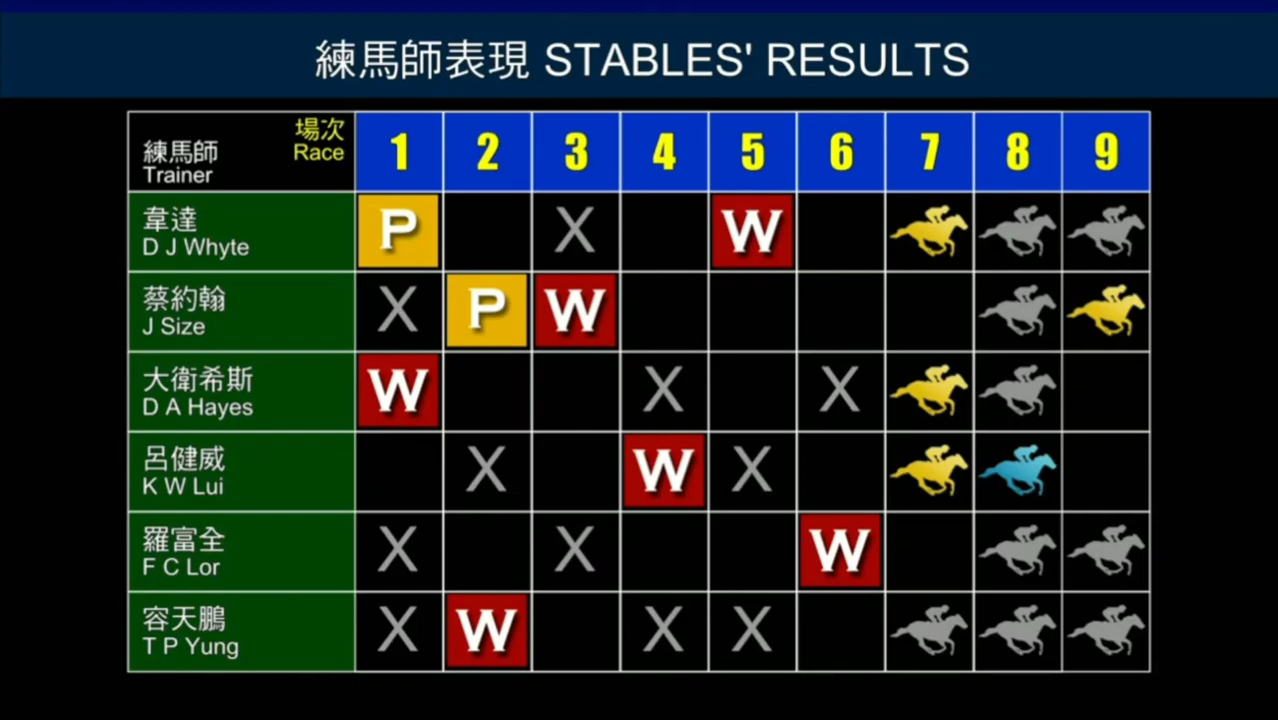 練馬師表現 STABLES' RESULTS
場次
Race
練馬師
Trainer
1 2 3 4 5 6 7 8 9
韋達
D J Whyte
P X W
蔡約翰
J Size
X P W
大衛希斯
D A Hayes
W X X
呂健威
K W Lui
X W X
羅富全
F C Lor
X X W
容天鵬
T P Yung
X W X X